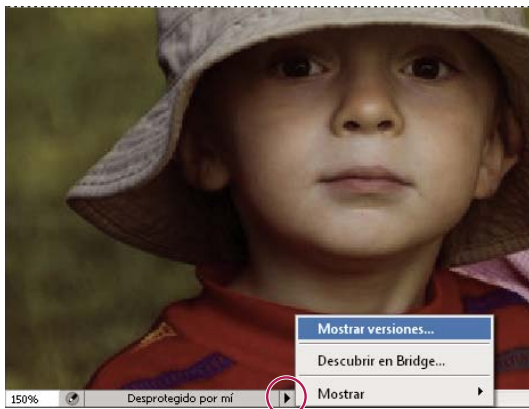 Mostrar versiones...
Descubrir en Bridge...
150% Desprotegido por mí Mostrar